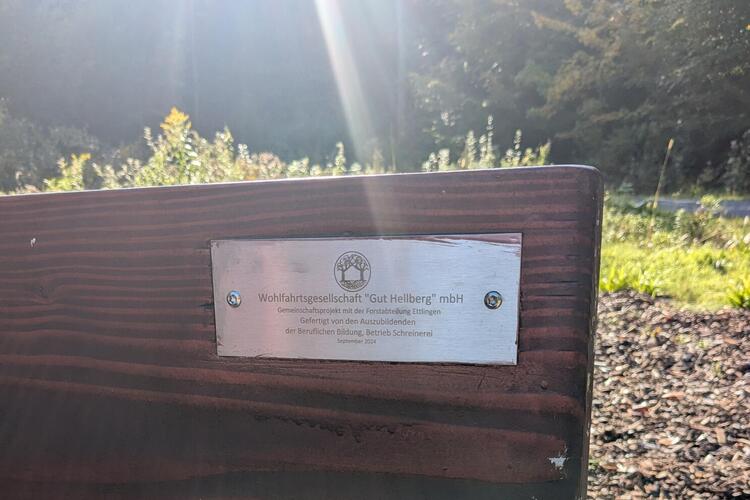 Wohlfahrtsgesellschaft "Gut Hellberg" mbH
Gemeinschaftsprojekt mit der Forstabteilung Ettlingen
Gefertigt von den Auszubildenden
der Beruflichen Bildung, Betrieb Schreinerei
September 2024